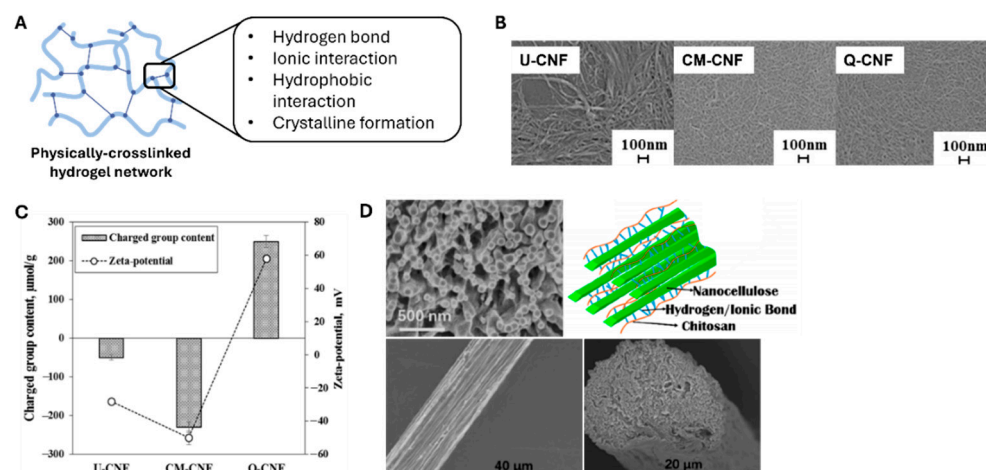 A
• Hydrogen bond
• Ionic interaction
• Hydrophobic
interaction
• Crystalline formation
Physically-crosslinked
hydrogel network
B
U-CNF
CM-CNF
Q-CNF
100nm
100nm
100nm
C
Charged group content, µmol/g
300
200
100
0
−100
−200
−300
Charged group content
Zeta-potential
80
60
40
20
0
−20
−40
−60
Zeta-potential, mV
U-CNF
CM-CNF
Q-CNF
D
500 nm
Nanocellulose
Hydrogen/Ionic Bond
Chitosan
40 µm
20 µm